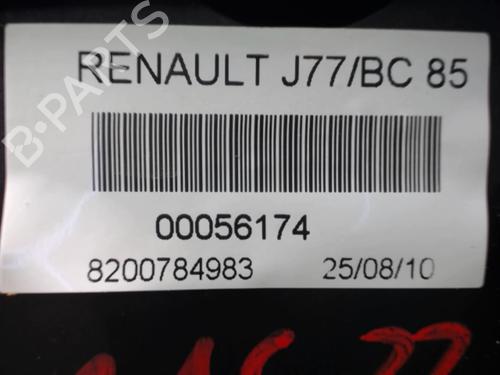 RENAULT J77/BC 85
00056174
8200784983 25/08/10
B-PARTS